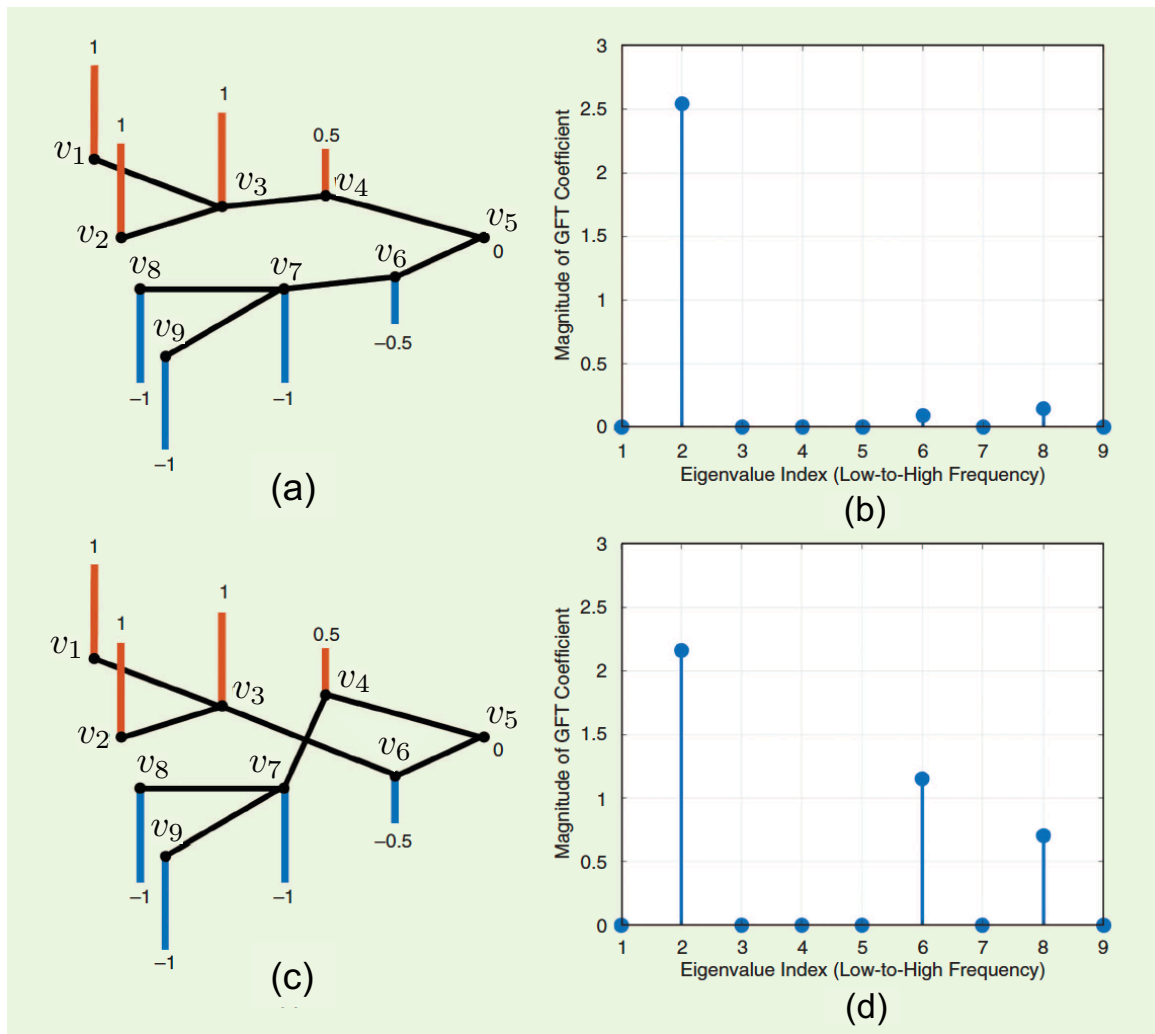 1
1
1
0.5
v1
v2
v3
v4
v5
0
v6
v7
v8
v9
−0.5
−1
−1
−1
(a)
3
2.5
2
1.5
1
0.5
0
Magnitude of GFT Coefficient
1 2 3 4 5 6 7 8 9
Eigenvalue Index (Low-to-High Frequency)
(b)
1
1
1
0.5
v1
v2
v3
v4
v5
0
v6
v7
v8
v9
−0.5
−1
−1
−1
(c)
3
2.5
2
1.5
1
0.5
0
Magnitude of GFT Coefficient
1 2 3 4 5 6 7 8 9
Eigenvalue Index (Low-to-High Frequency)
(d)